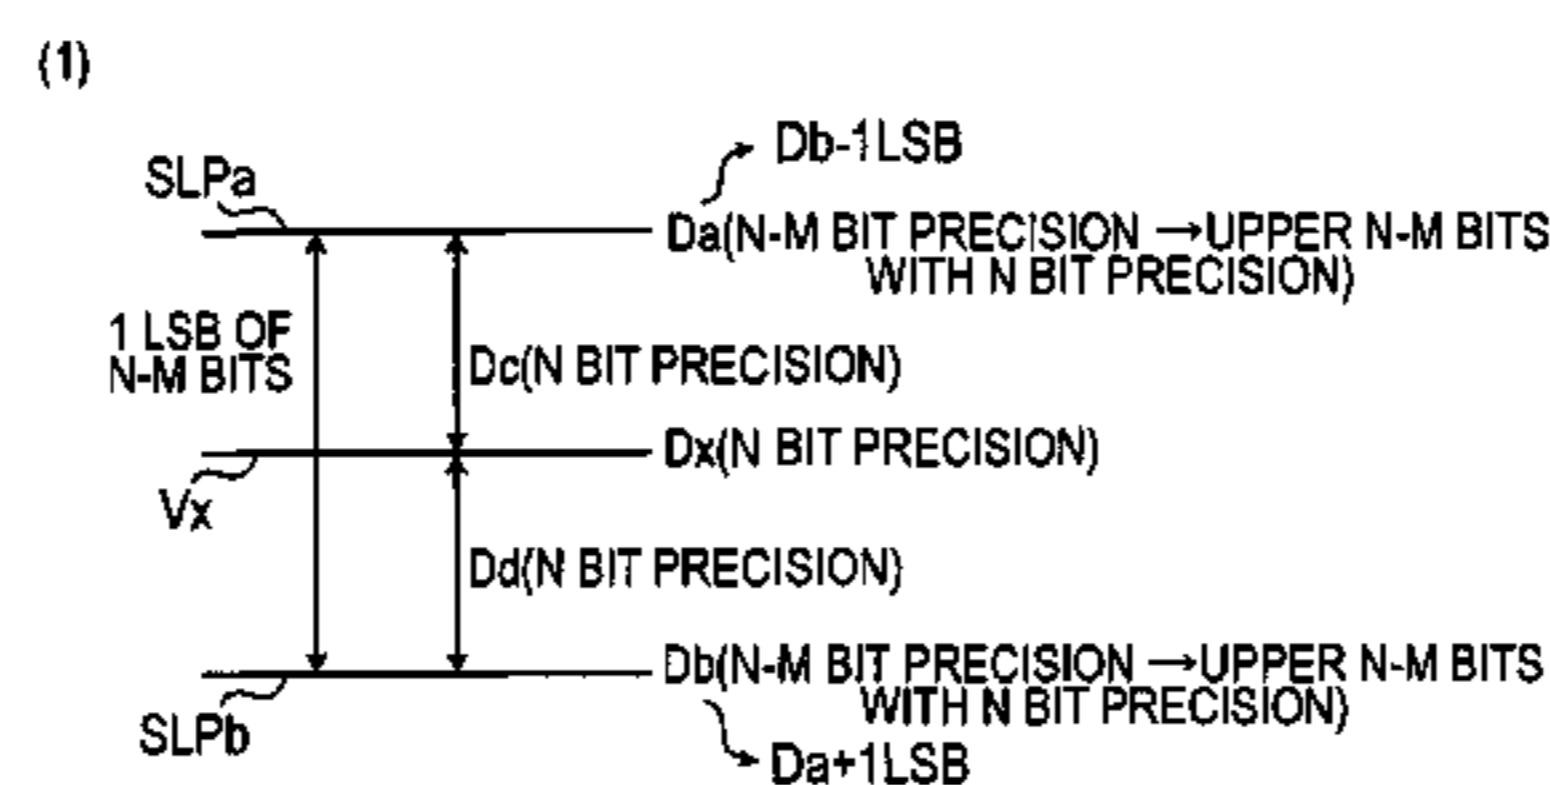 (1)
Db-1LSB
SLPa
Da(N-M BIT PRECISION →UPPER N-M BITS
WITH N BIT PRECISION)
1 LSB OF
N-M BITS
Dc(N BIT PRECISION)
Dx(N BIT PRECISION)
Vx
Dd(N BIT PRECISION)
Db(N-M BIT PRECISION →UPPER N-M BITS
WITH N BIT PRECISION)
SLPb
Da+1LSB